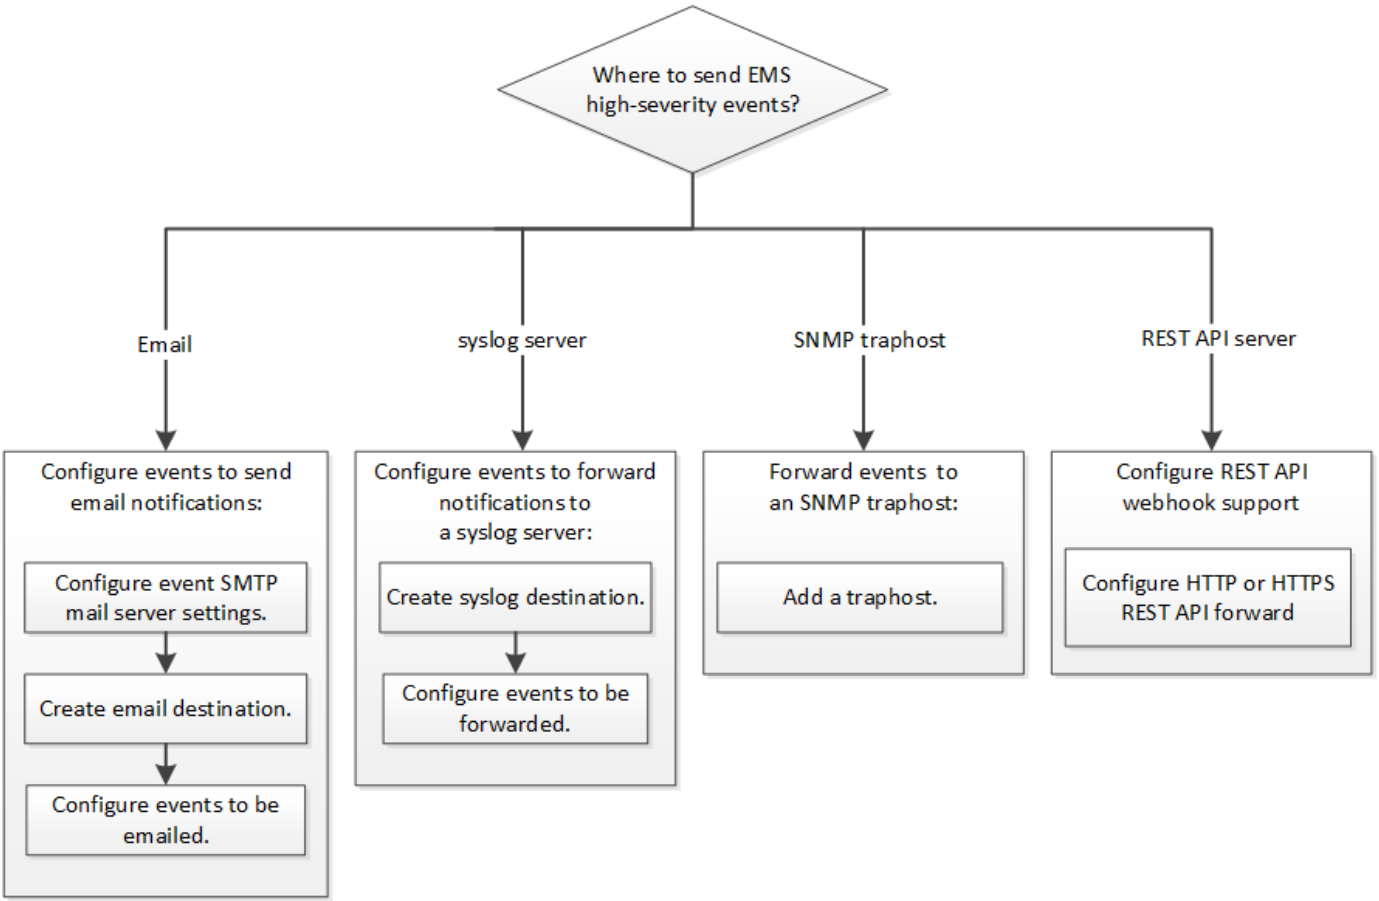 Where to send EMS
high-severity events?
Email
syslog server
SNMP traphost
REST API server
Configure events to send
email notifications:
Configure event SMTP
mail server settings.
Create email destination.
Configure events to be
emailed.
Configure events to forward
notifications to
a syslog server:
Create syslog destination.
Configure events to be
forwarded.
Forward events to
an SNMP traphost:
Add a traphost.
Configure REST API
webhook support
Configure HTTP or HTTPS
REST API forward